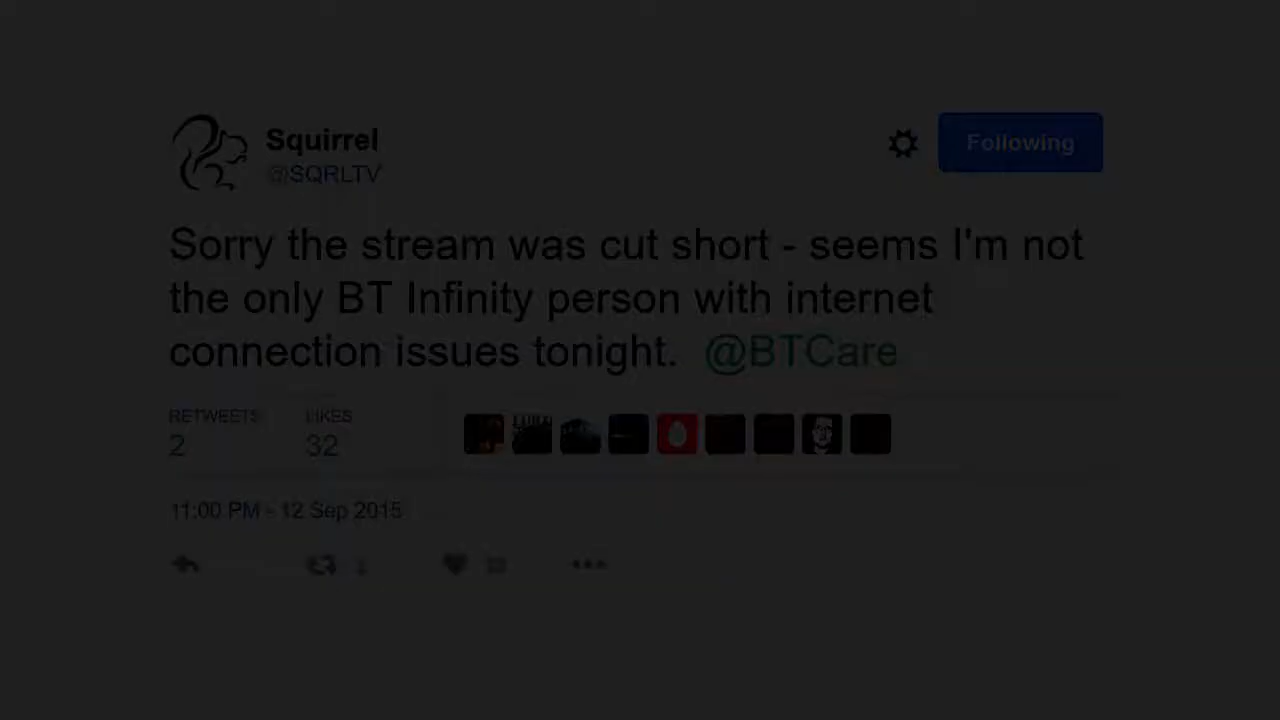 Squirrel
@SQRLTV
Following
Sorry the stream was cut short - seems I'm not
the only BT Infinity person with internet
connection issues tonight. @BTCare
RETWEETS
2
LIKES
32
11:00 PM - 12 Sep 2015